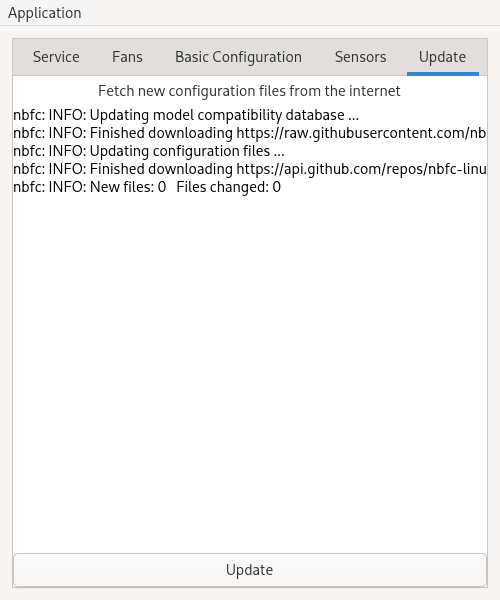 Application
Service Fans Basic Configuration Sensors Update
Fetch new configuration files from the internet
nbfc: INFO: Updating model compatibility database ...
nbfc: INFO: Finished downloading https://raw.githubusercontent.com/nb
nbfc: INFO: Updating configuration files ...
nbfc: INFO: Finished downloading https://api.github.com/repos/nbfc-linu
nbfc: INFO: New files: 0   Files changed: 0
Update